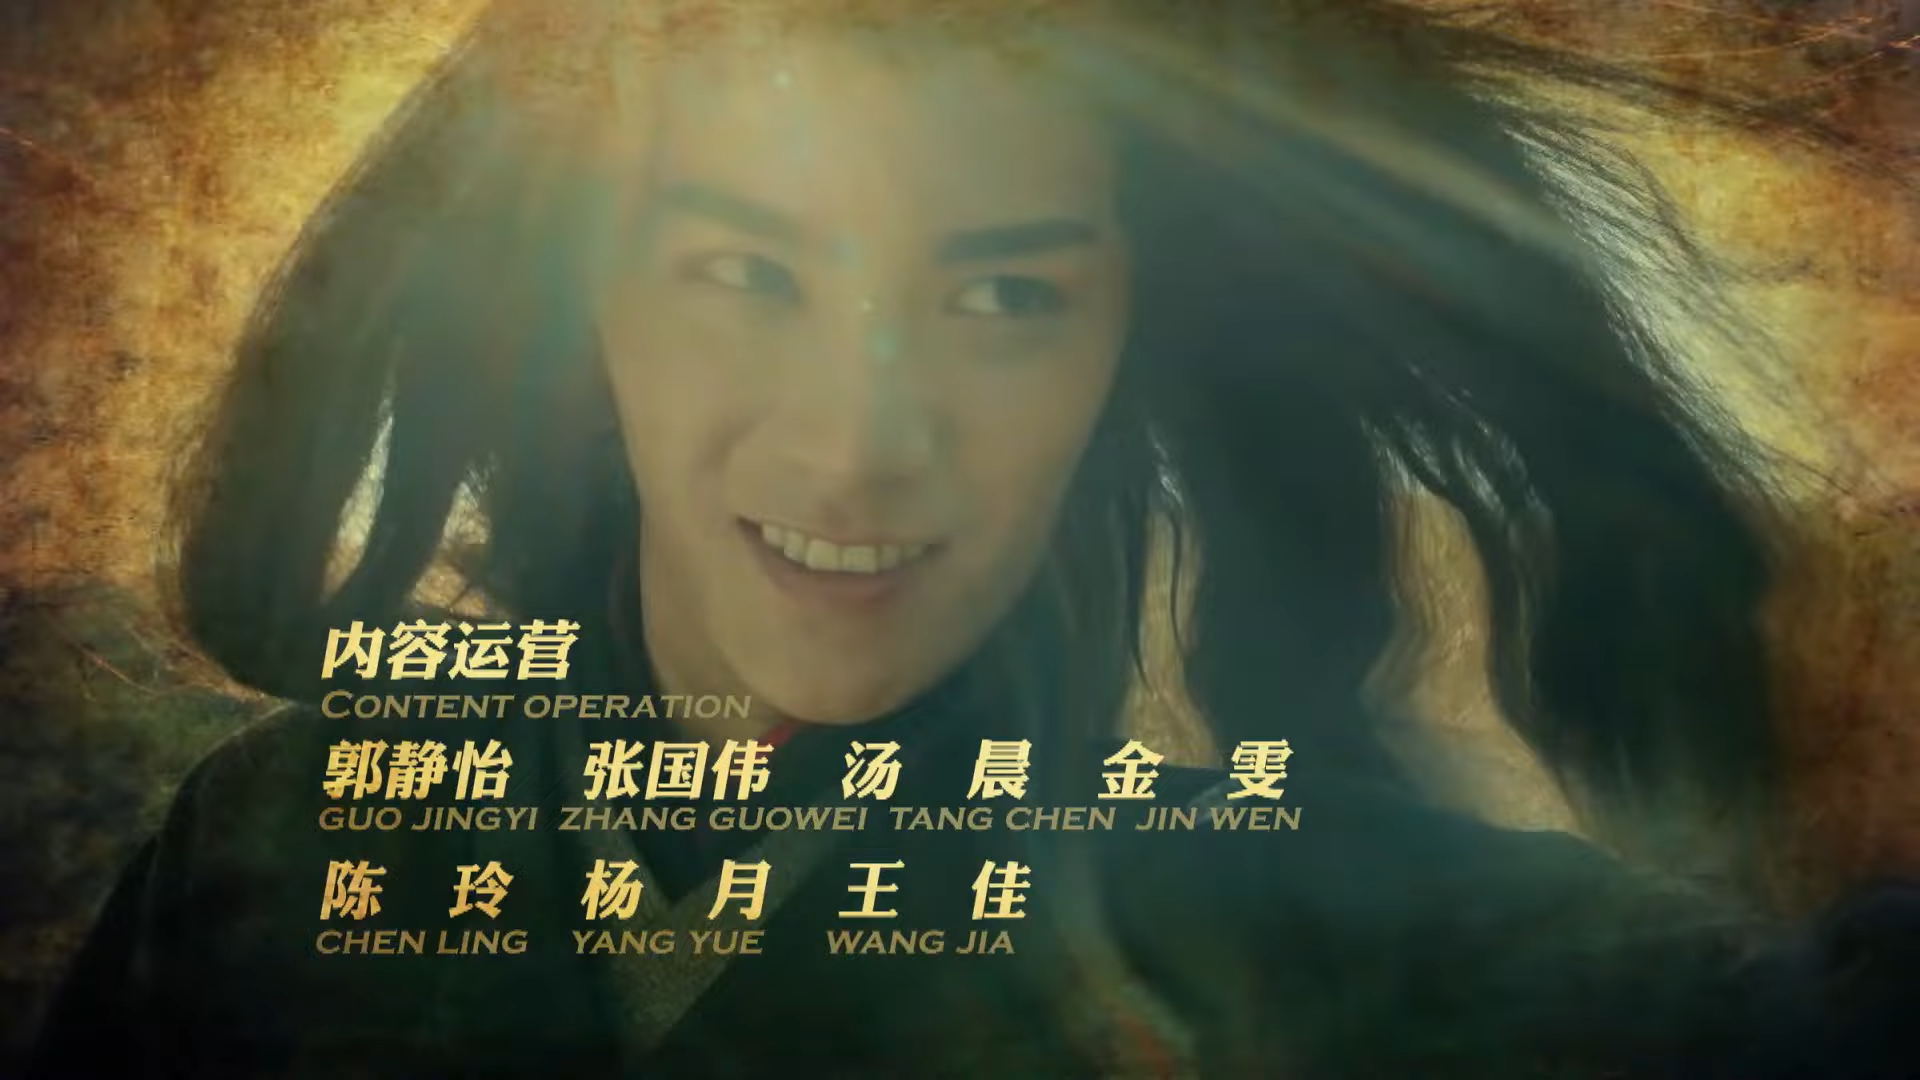 内容运营
CONTENT OPERATION
郭静怡 张国伟 汤 晨 金 雯
GUO JINGYI ZHANG GUOWEI TANG CHEN JIN WEN
陈 玲 杨 月 王 佳
CHEN LING YANG YUE WANG JIA